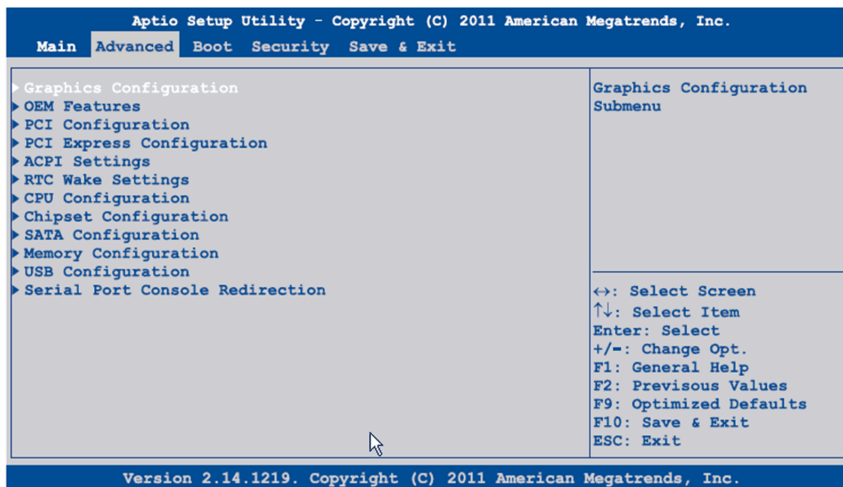 Aptio Setup Utility - Copyright (C) 2011 American Megatrends, Inc.
Main Advanced Boot Security Save & Exit
Graphics Configuration
OEM Features
PCI Configuration
PCI Express Configuration
ACPI Settings
RTC Wake Settings
CPU Configuration
Chipset Configuration
SATA Configuration
Memory Configuration
USB Configuration
Serial Port Console Redirection
Graphics Configuration
Submenu
↔: Select Screen
↑↓: Select Item
Enter: Select
+/-: Change Opt.
F1: General Help
F2: Previsous Values
F9: Optimized Defaults
F10: Save & Exit
ESC: Exit
Version 2.14.1219. Copyright (C) 2011 American Megatrends, Inc.